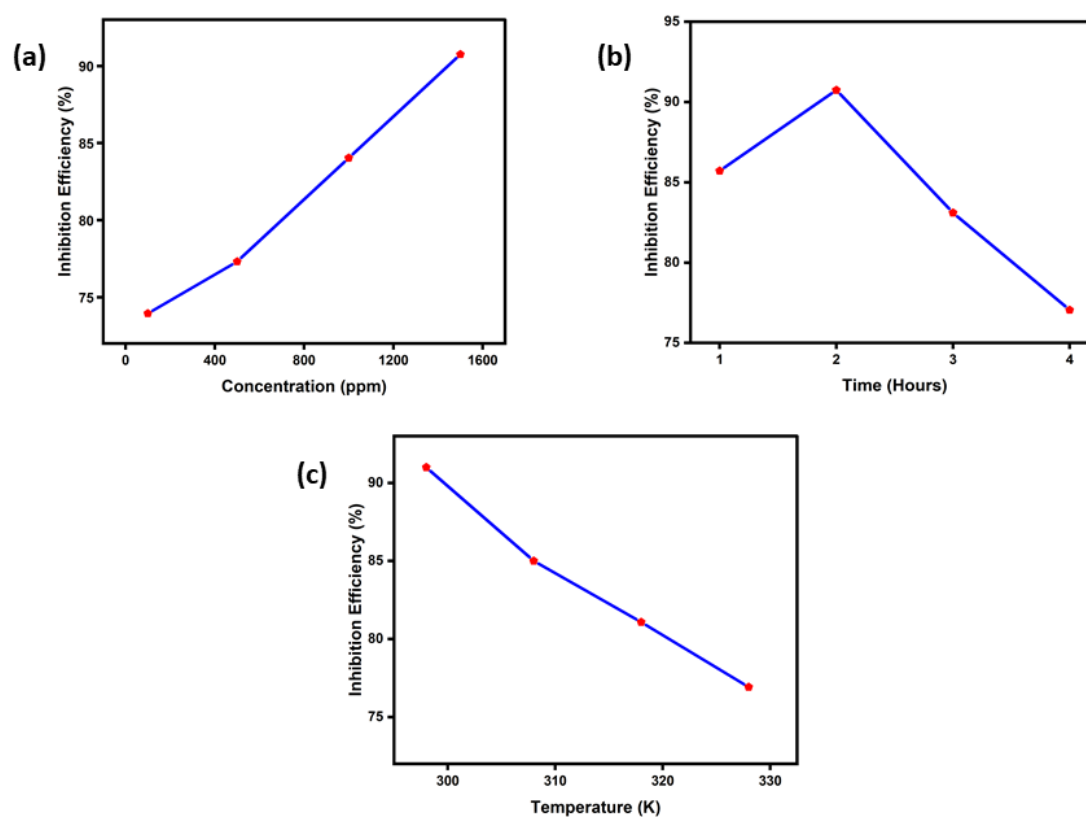 (a)
Inhibition Efficiency (%)
90
85
80
75
0 400 800 1200 1600
Concentration (ppm)
(b)
Inhibition Efficiency (%)
95
90
85
80
75
1 2 3 4
Time (Hours)
(c)
Inhibition Efficiency (%)
90
85
80
75
300 310 320 330
Temperature (K)